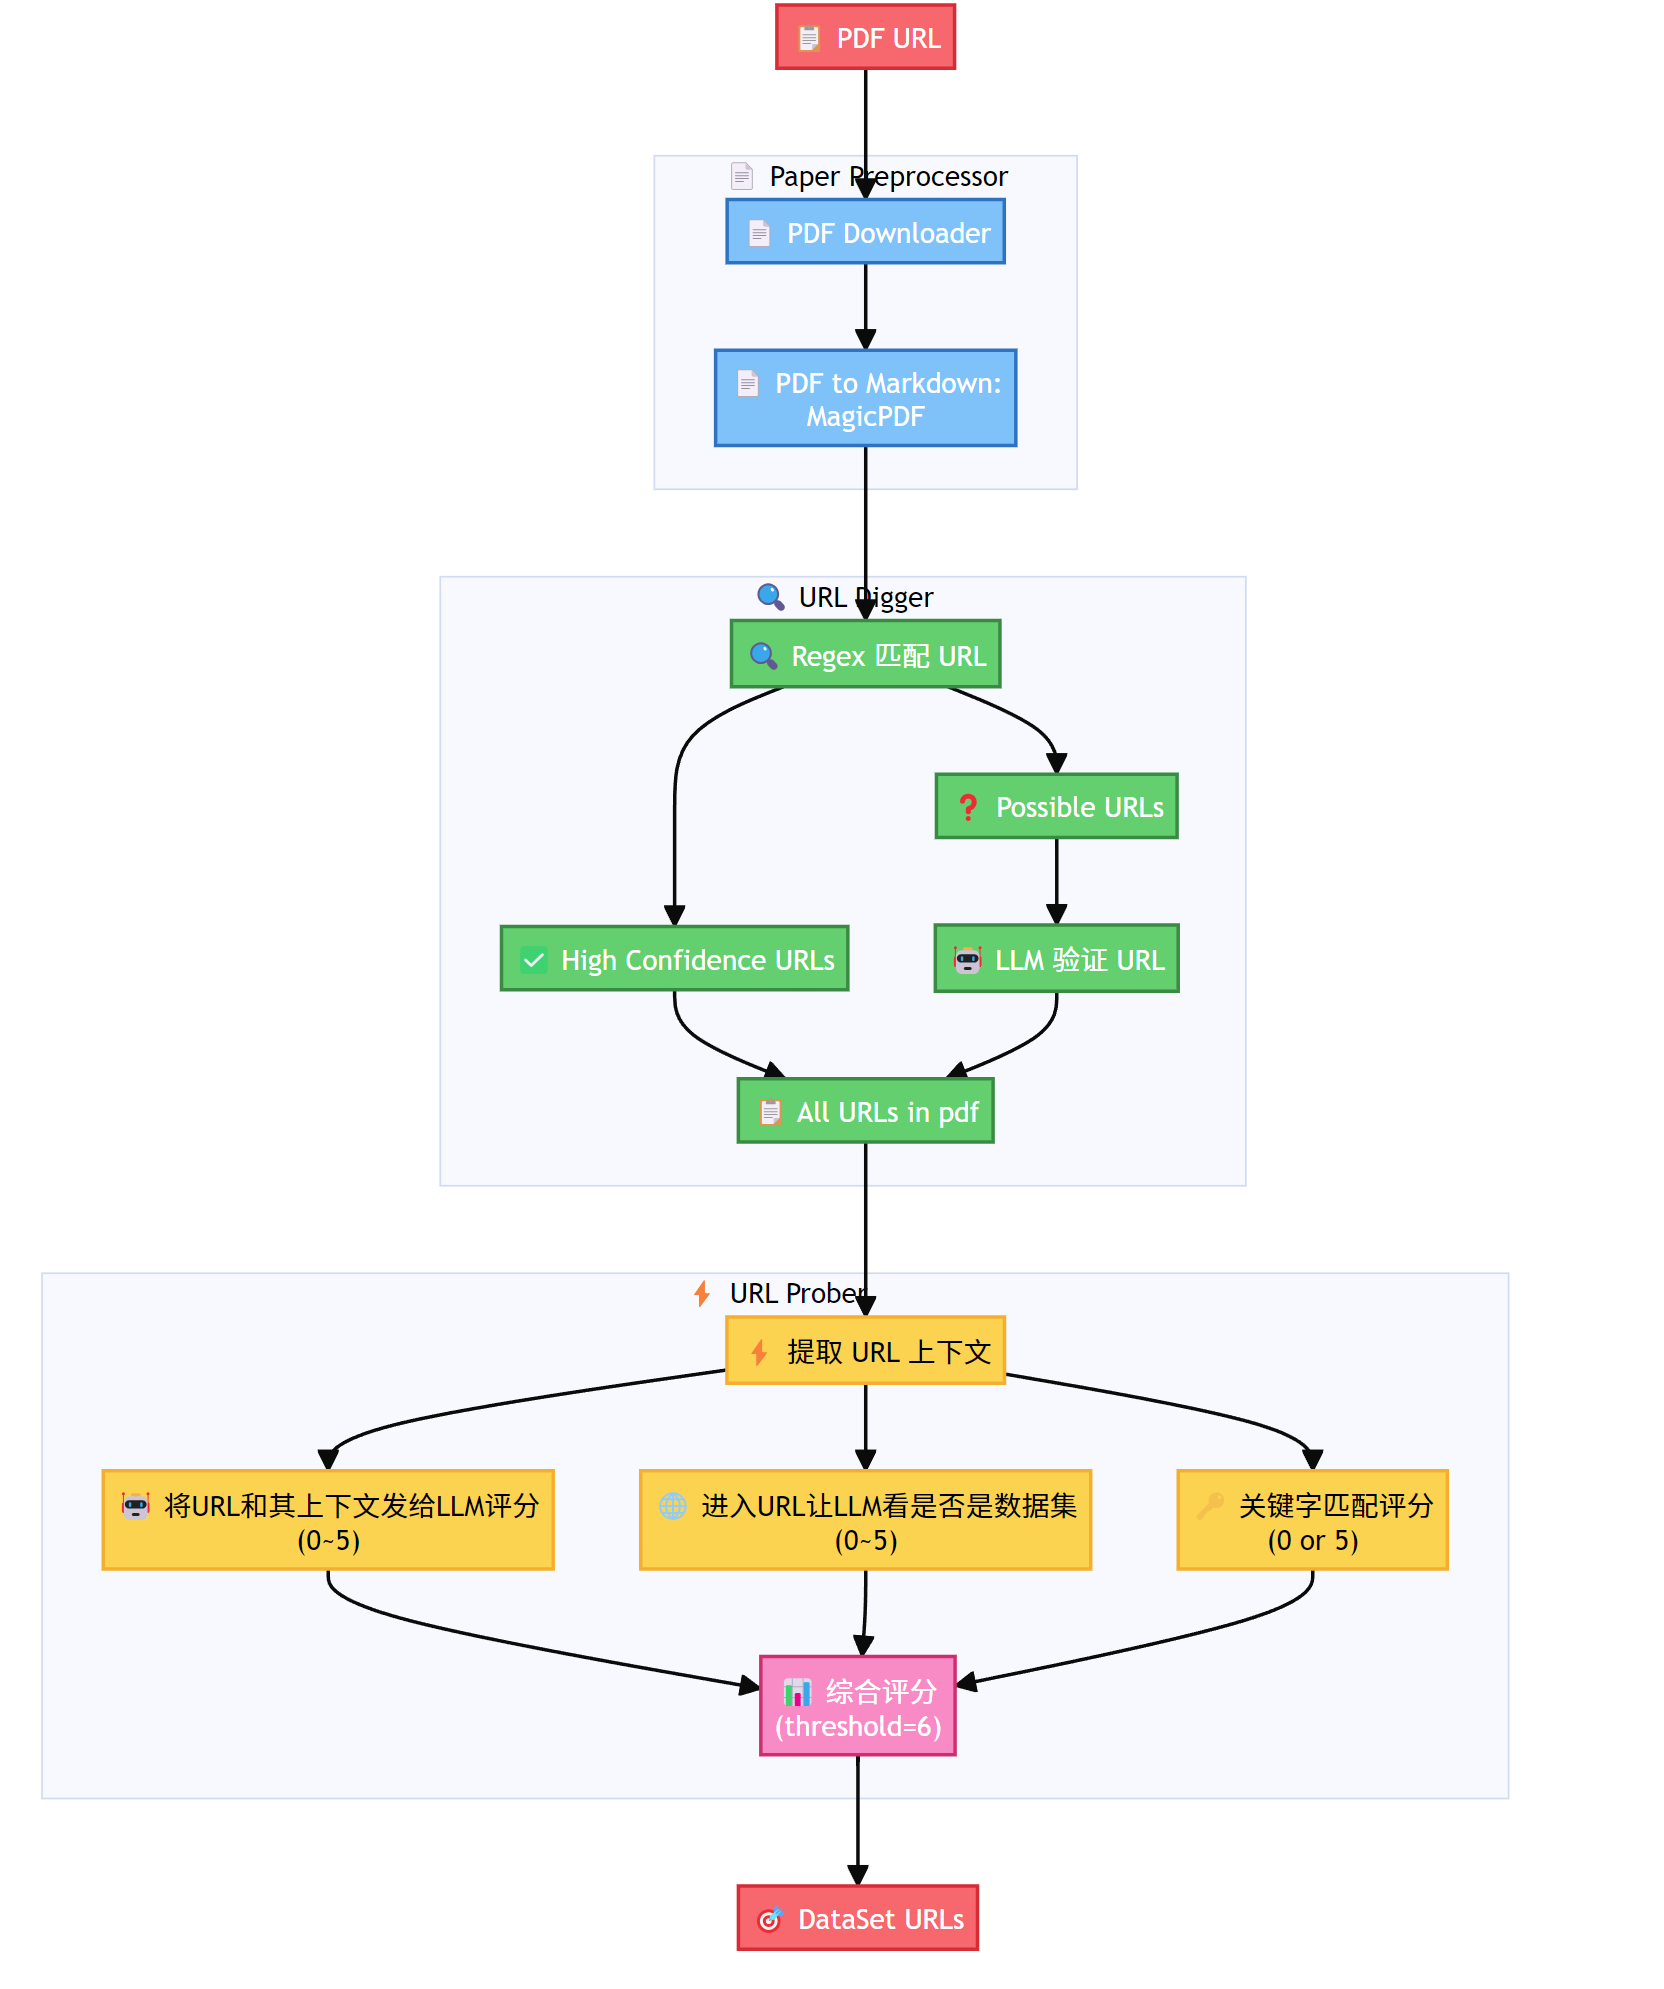 PDF URL
Paper Preprocessor
PDF Downloader
PDF to Markdown:
MagicPDF
URL Digger
Regex 匹配 URL
Possible URLs
High Confidence URLs
LLM 验证 URL
All URLs in pdf
URL Prober
提取 URL 上下文
将URL和其上下文发给LLM评分
(0~5)
进入URL让LLM看是否是数据集
(0~5)
关键字匹配评分
(0 or 5)
综合评分
(threshold=6)
DataSet URLs